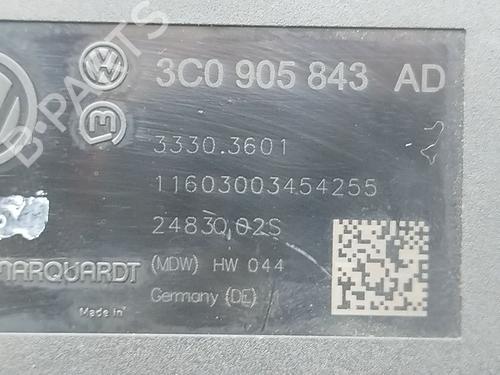 3C0 905 843 AD
3330.3601
11603003454255
24830,02S
MARQUARDT
(MDW) HW 044
Made in
Germany (DE)
B-PARTS